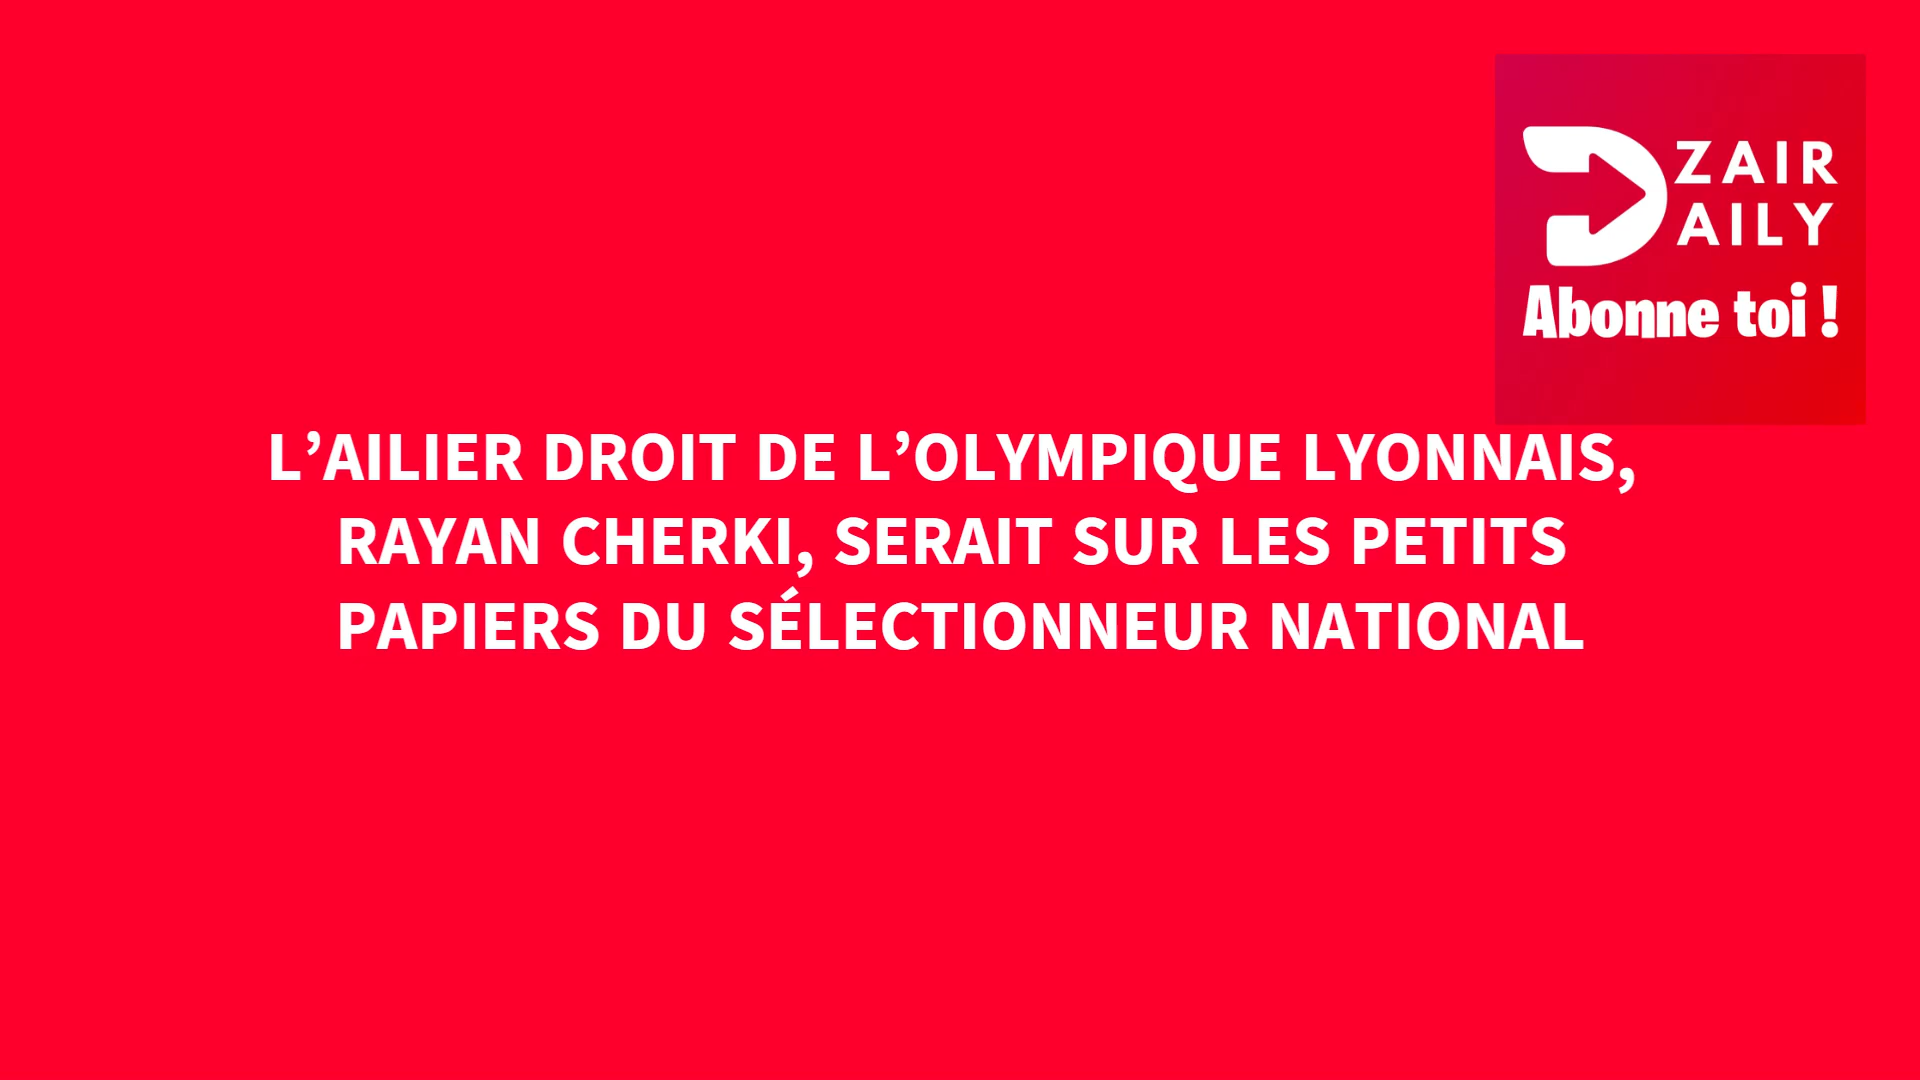 ZAIR
AILY
Abonne toi !
L’AILIER DROIT DE L’OLYMPIQUE LYONNAIS,
RAYAN CHERKI, SERAIT SUR LES PETITS
PAPIERS DU SÉLECTIONNEUR NATIONAL